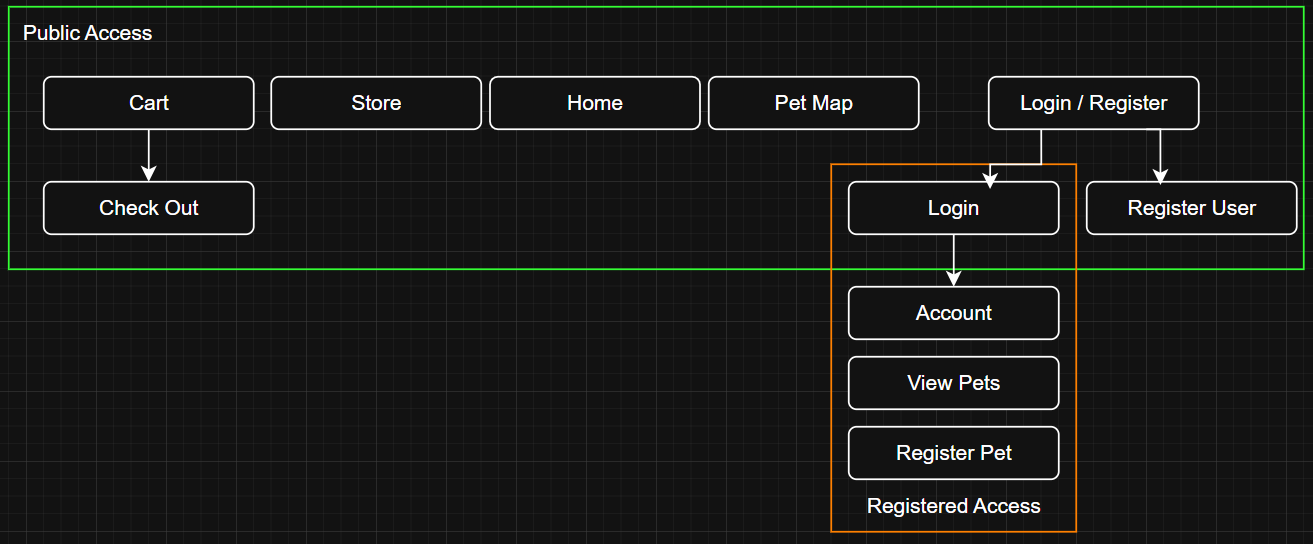 Public Access
Cart
Store
Home
Pet Map
Login / Register
Check Out
Login
Register User
Account
View Pets
Register Pet
Registered Access